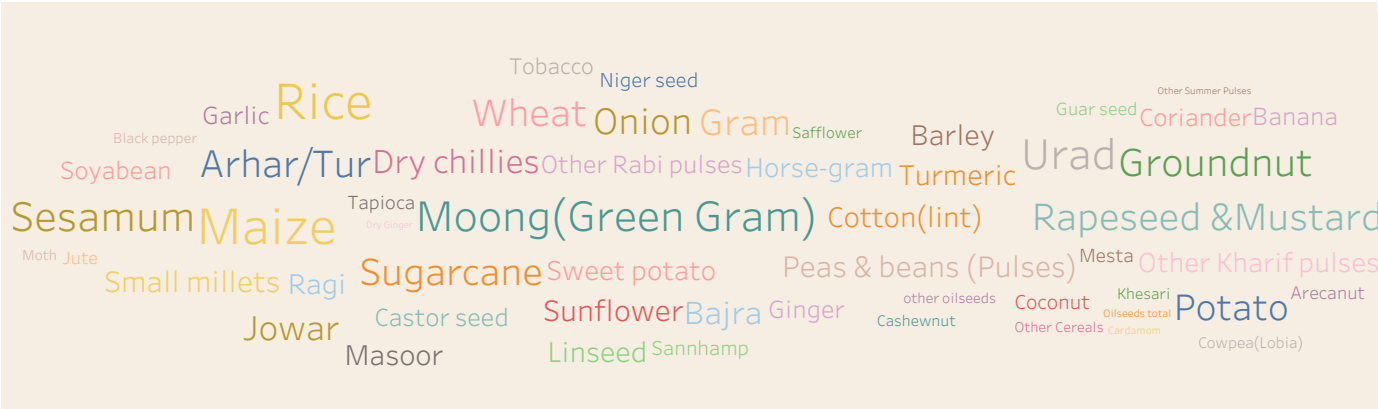 Tobacco
Niger seed
Other Summer Pulses
Garlic
Rice
Wheat
Onion
Gram
Safflower
Guar seed
Coriander
Banana
Black pepper
Barley
Soyabean
Arhar/Tur
Dry chillies
Other Rabi pulses
Horse-gram
Turmeric
Urad
Groundnut
Tapioca
Sesamum
Maize
Dry Ginger
Moong(Green Gram)
Cotton(lint)
Rapeseed &Mustard
Moth
Jute
Mesta
Small millets
Ragi
Sugarcane
Sweet potato
Peas & beans (Pulses)
Other Kharif pulses
Jowar
Castor seed
Sunflower
Bajra
Ginger
other oilseeds
Cashewnut
Coconut
Other Cereals
Khesari
Oilseeds total
Cardamom
Potato
Arecanut
Masoor
Linseed
Sannhamp
Cowpea(Lobia)